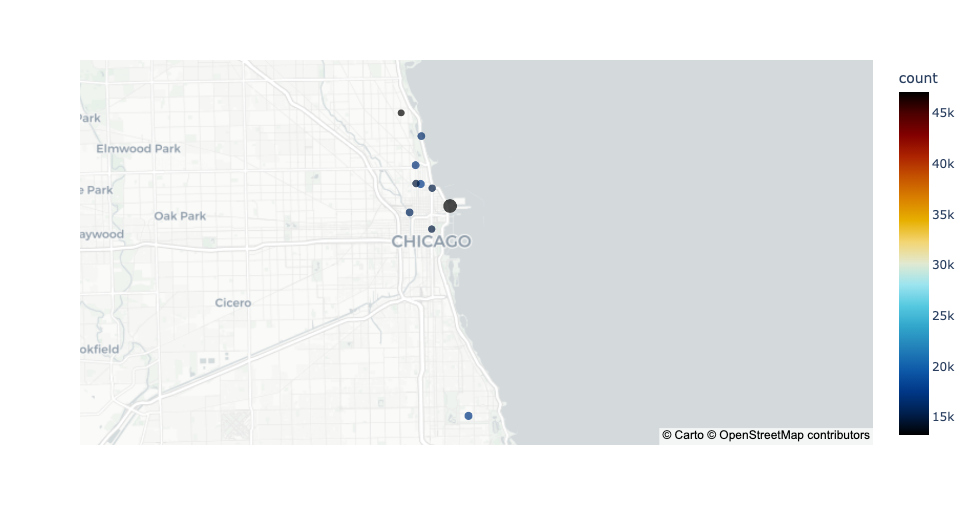 count
45k
40k
35k
30k
25k
20k
15k
Park
Elmwood Park
e Park
Oak Park
aywood
CHICAGO
Cicero
okfield
© Carto © OpenStreetMap contributors